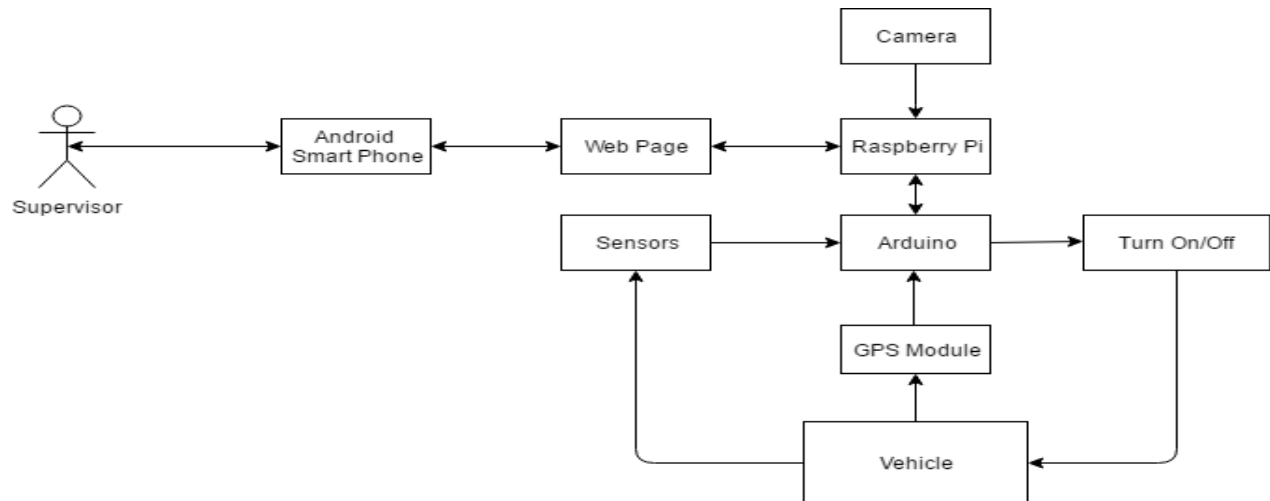 Camera
Android
Smart Phone
Web Page
Raspberry Pi
Supervisor
Sensors
Arduino
Turn On/Off
GPS Module
Vehicle